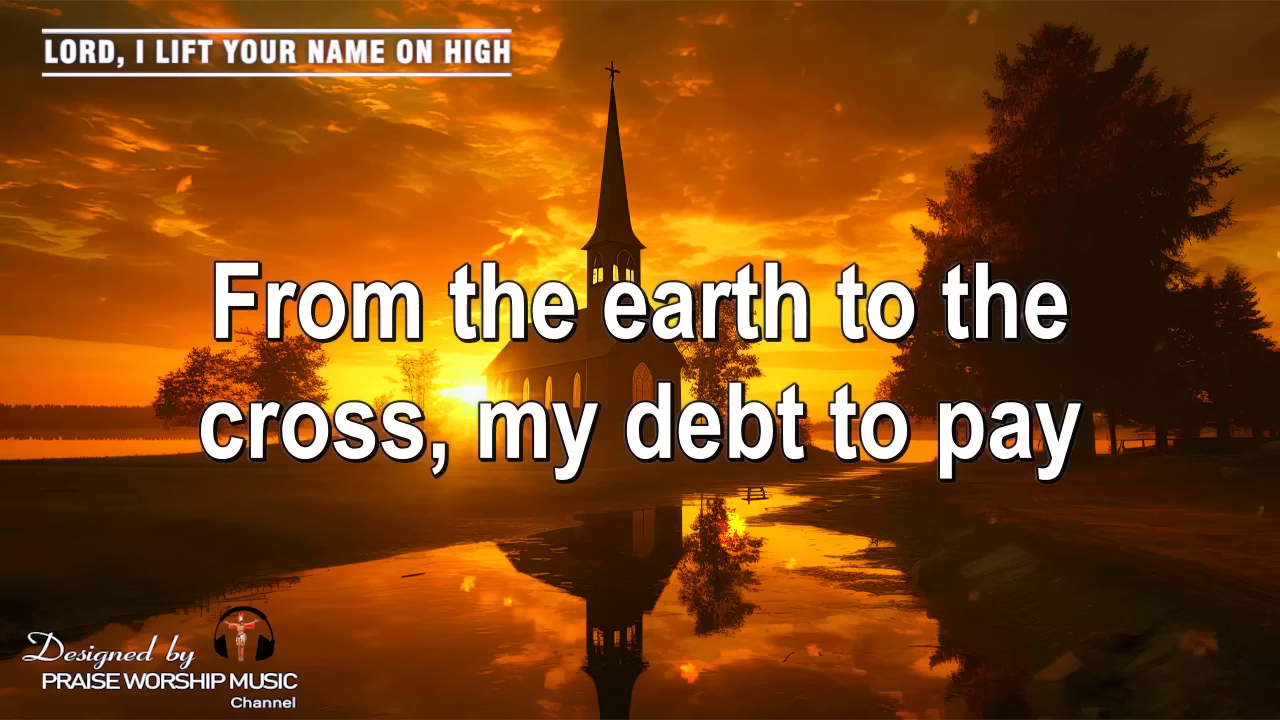 LORD, I LIFT YOUR NAME ON HIGH
From the earth to the
cross, my debt to pay
Designed by
PRAISE WORSHIP MUSIC
Channel